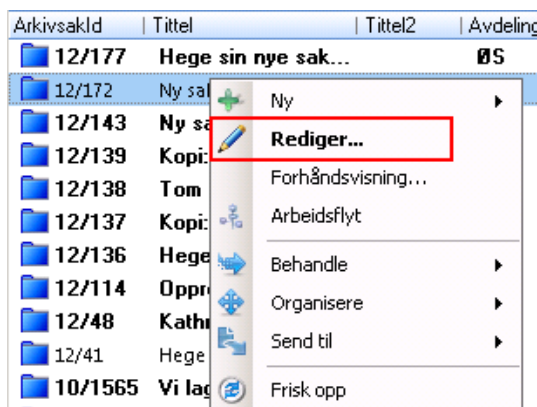 ArkivsakId Tittel Tittel2 Avdeling
12/177 Hege sin nye sak... ØS
12/172 Ny sal
Ny
12/143 Ny sa
Rediger...
12/139 Kopi:
Forhåndsvisning...
12/138 Tom
12/137 Kopi:
Arbeidsflyt
12/136 Hege
Behandle
12/114 Oppr
Organisere
12/48 Kathr
Send til
12/41 Hege
10/1565 Vi lag
Frisk opp